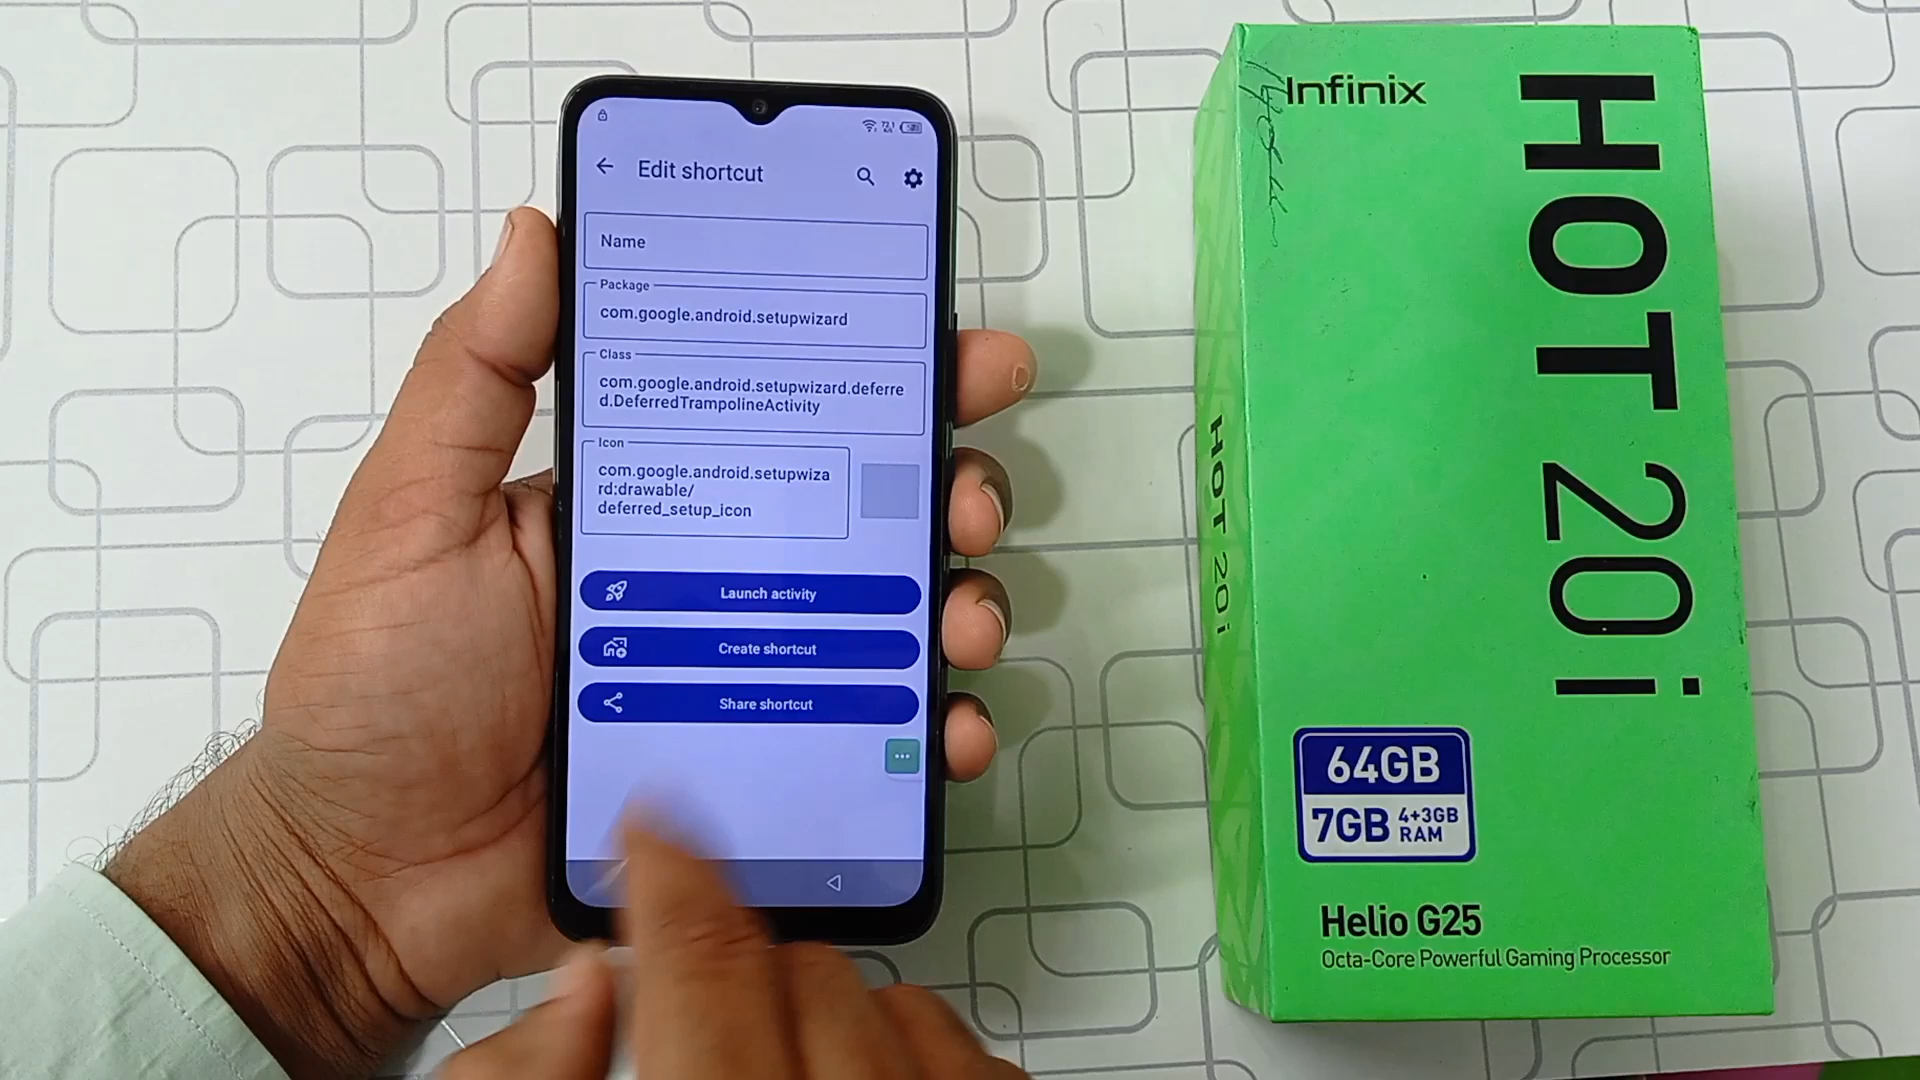 Edit shortcut
Name
Package
com.google.android.setupwizard
Class
com.google.android.setupwizard.deferre
d.DeferredTrampolineActivity
Icon
com.google.android.setupwiza
rd:drawable/
deferred_setup_icon
Launch activity
Create shortcut
Share shortcut
Infinix
HOT 20i
HOT 20i
64GB
7GB 4+3GB
RAM
Helio G25
Octa-Core Powerful Gaming Processor